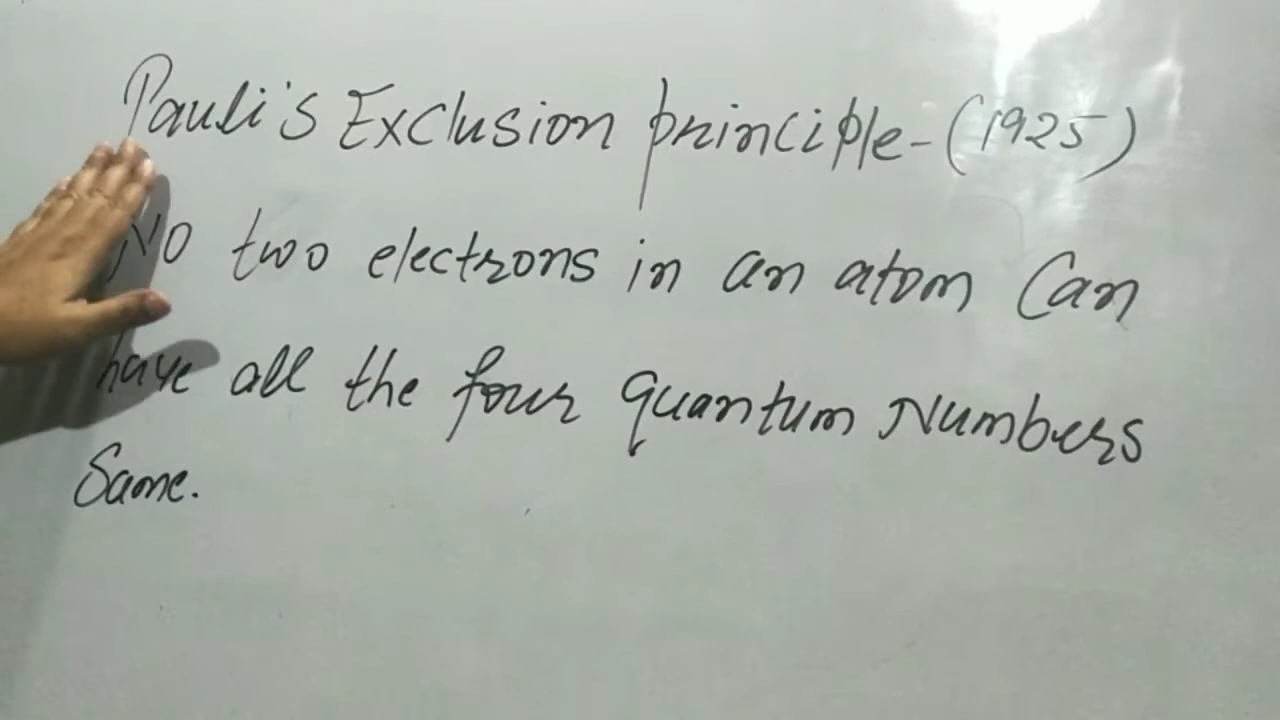 Pauli's Exclusion principle - (1925)
No two electrons in an atom Can
have all the four Quantum Numbers
Same.